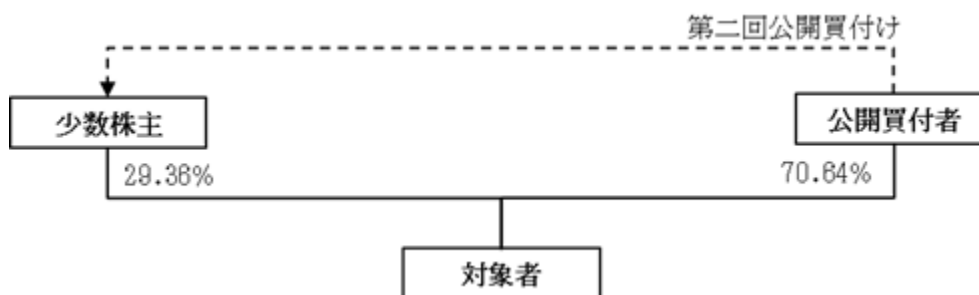 第二回公開買付け
少数株主
公開買付者
29.36%
70.64%
対象者